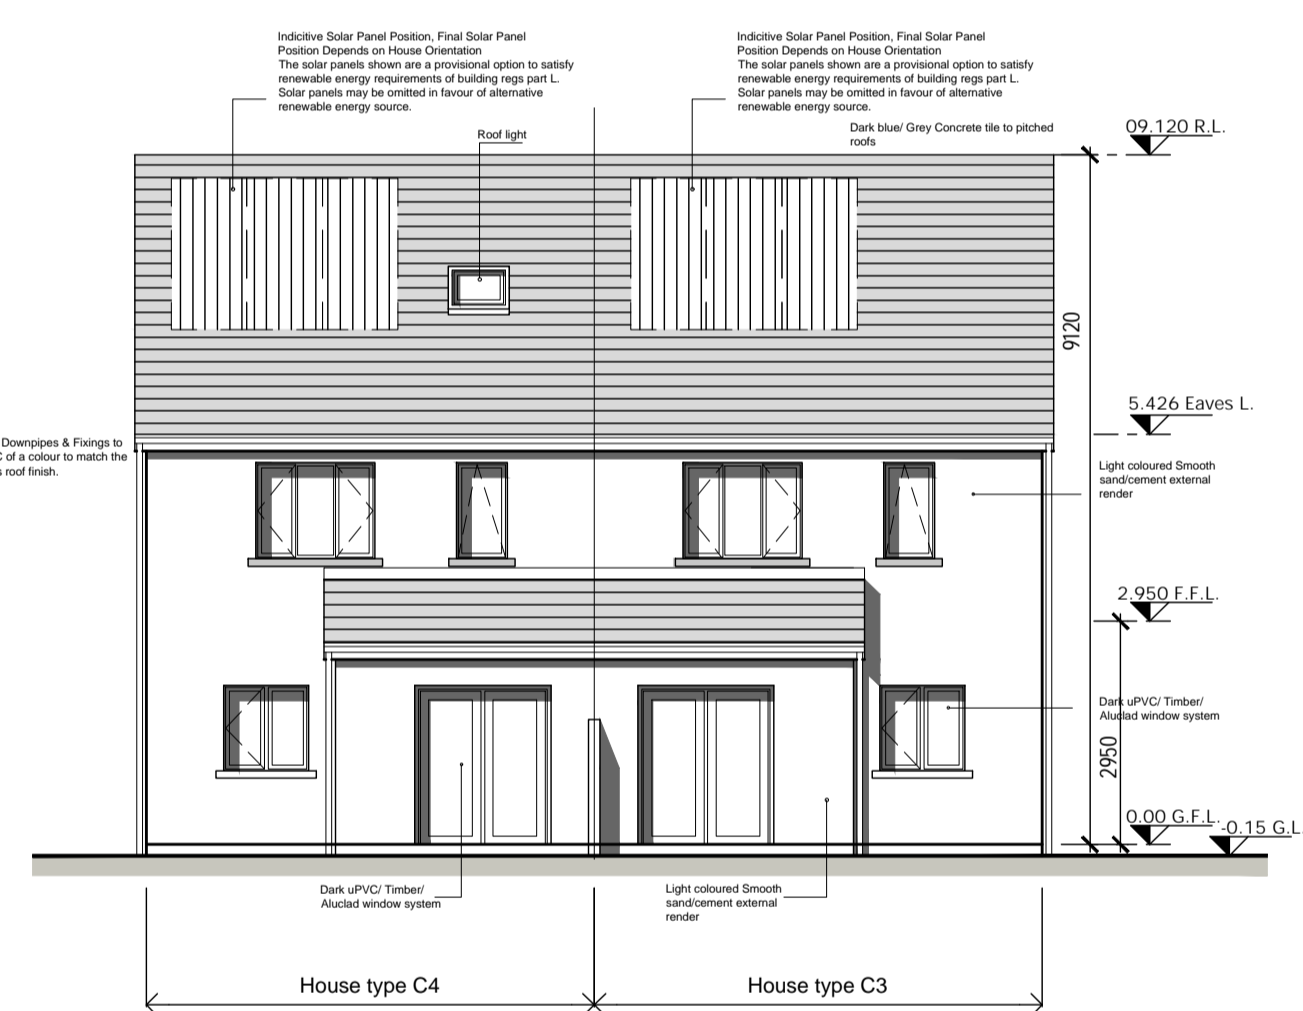 Indicitive Solar Panel Position, Final Solar Panel
Position Depends on House Orientation
The solar panels shown are a provisional option to satisfy
renewable energy requirements of building regs part L.
Solar panels may be omitted in favour of alternative
renewable energy source.
Indicitive Solar Panel Position, Final Solar Panel
Position Depends on House Orientation
The solar panels shown are a provisional option to satisfy
renewable energy requirements of building regs part L.
Solar panels may be omitted in favour of alternative
renewable energy source.
Roof light
Dark blue/ Grey Concrete tile to pitched
roofs
09.120 R.L.
9120
5.426 Eaves L.
Downpipes & Fixings to
C of a colour to match the
s roof finish.
Light coloured Smooth
sand/cement external
render
2.950 F.F.L.
Dark uPVC/ Timber/
Aluclad window system
2950
0.00 G.F.L.
-0.15 G.L.
Dark uPVC/ Timber/
Aluclad window system
Light coloured Smooth
sand/cement external
render
House type C4
House type C3